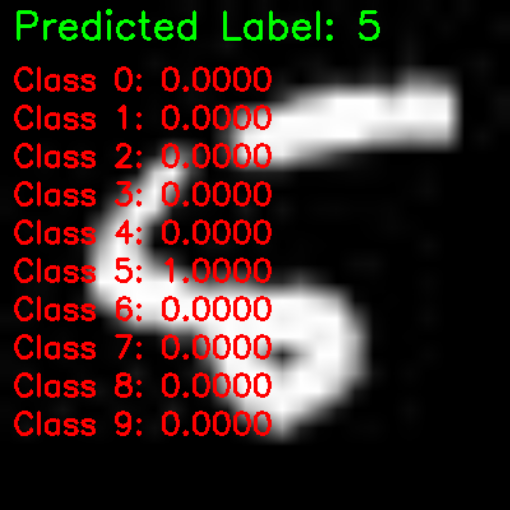 Predicted Label: 5
Class 0: 0.0000
Class 1: 0.0000
Class 2: 0.0000
Class 3: 0.0000
Class 4: 0.0000
Class 5: 1.0000
Class 6: 0.0000
Class 7: 0.0000
Class 8: 0.0000
Class 9: 0.0000
5